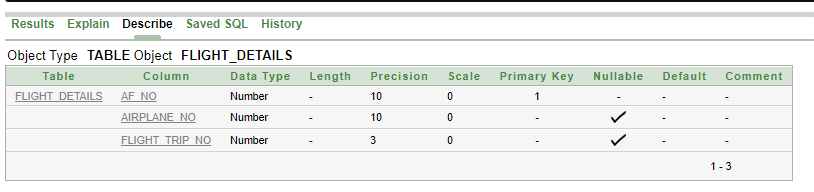 Results Explain Describe Saved SQL History
Object Type TABLE Object FLIGHT_DETAILS
Table Column Data Type Length Precision Scale Primary Key Nullable Default Comment
FLIGHT_DETAILS AF_NO Number - 10 0 1 - - -
AIRPLANE_NO Number - 10 0 - ✓ - -
FLIGHT_TRIP_NO Number - 3 0 - ✓ - -
1 - 3